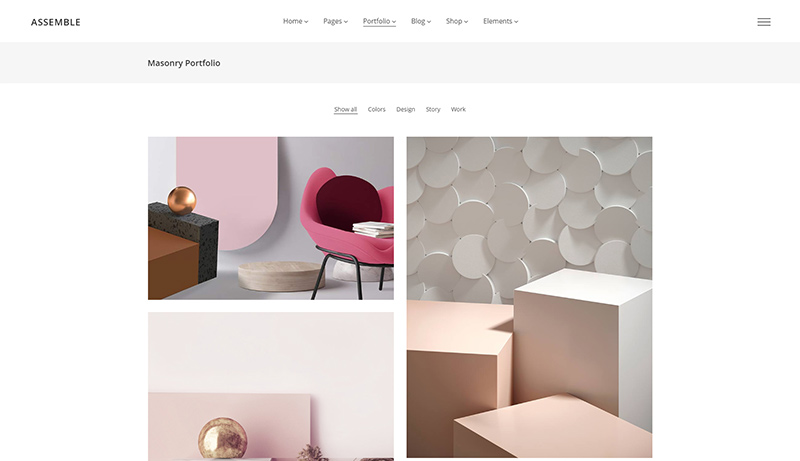 ASSEMBLE
Home Pages Portfolio Blog Shop Elements
Masonry Portfolio
Show all Colors Design Story Work